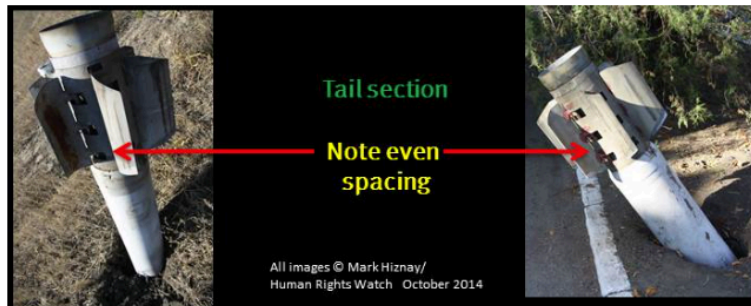 Tail section
Note even
spacing
All images © Mark Hiznay/
Human Rights Watch   October 2014